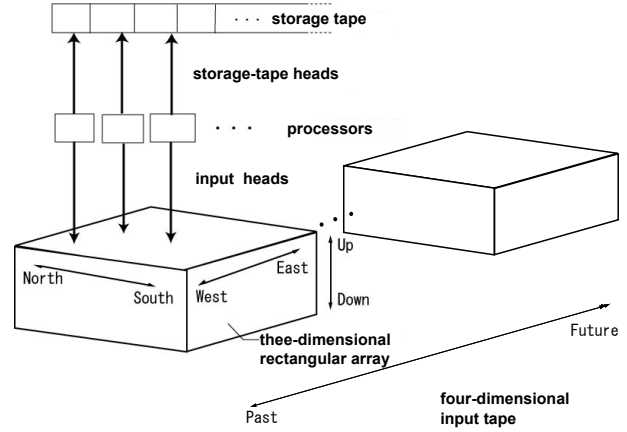 · · · storage tape
storage-tape heads
· · · processors
input heads
North
South
West
East
Up
Down
thee-dimensional
rectangular array
Future
Past
four-dimensional
input tape